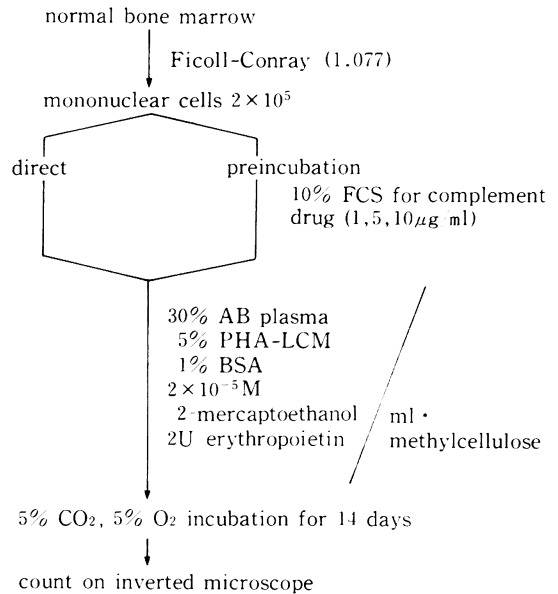 normal bone marrow
Ficoll-Conray (1.077)
mononuclear cells 2×10⁵
direct
preincubation
10% FCS for complement
drug (1,5,10μg ml)
30% AB plasma
5% PHA-LCM
1% BSA
2×10⁻⁵M
2-mercaptoethanol
2U erythropoietin
ml·
methylcellulose
5% CO₂, 5% O₂ incubation for 14 days
count on inverted microscope